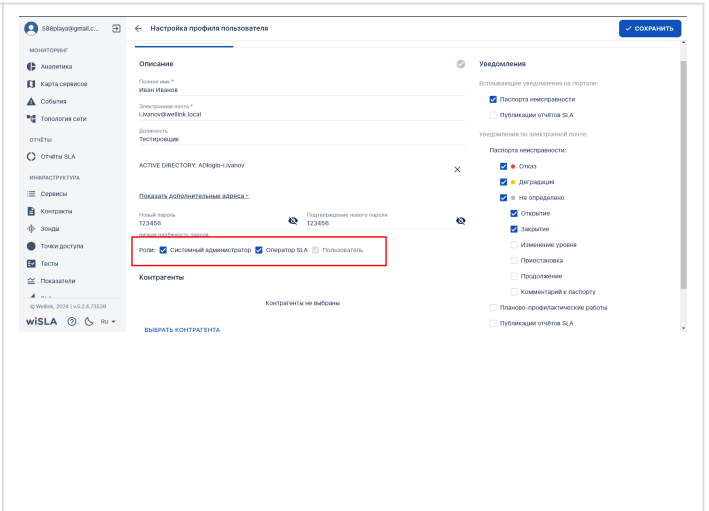 588playa@gmail.c...
Настройка профиля пользователя
СОХРАНИТЬ
МОНИТОРИНГ
Аналитика
Карта сервисов
События
Топология сети
ОТЧЁТЫ
Отчёты SLA
ИНФРАСТРУКТУРА
Сервисы
Контракты
Зонды
Точки доступа
Тесты
Показатели
© Wellink, 2024 | v.5.2.4.73539
wiSLA
Ru
Описание
Полное имя *
Иван Иванов
Электронная почта *
i.ivanov@wellink.local
Должность
Тестировщик
ACTIVE DIRECTORY: ADlogin-i.ivanov
Показать дополнительные адреса
Новый пароль
123456
Подтверждение нового пароля
123456
низкая надёжность пароля
Роли: Системный администратор Оператор SLA Пользователь
Контрагенты
Контрагенты не выбраны
ВЫБРАТЬ КОНТРАГЕНТА
Уведомления
Всплывающие уведомления на портале:
Паспорта неисправности
Публикации отчётов SLA
Уведомления по электронной почте:
Паспорта неисправности:
Отказ
Деградация
Не определено
Открытие
Закрытие
Изменение уровня
Приостановка
Продолжение
Комментарий к паспорту
Планово-профилактические работы
Публикации отчётов SLA